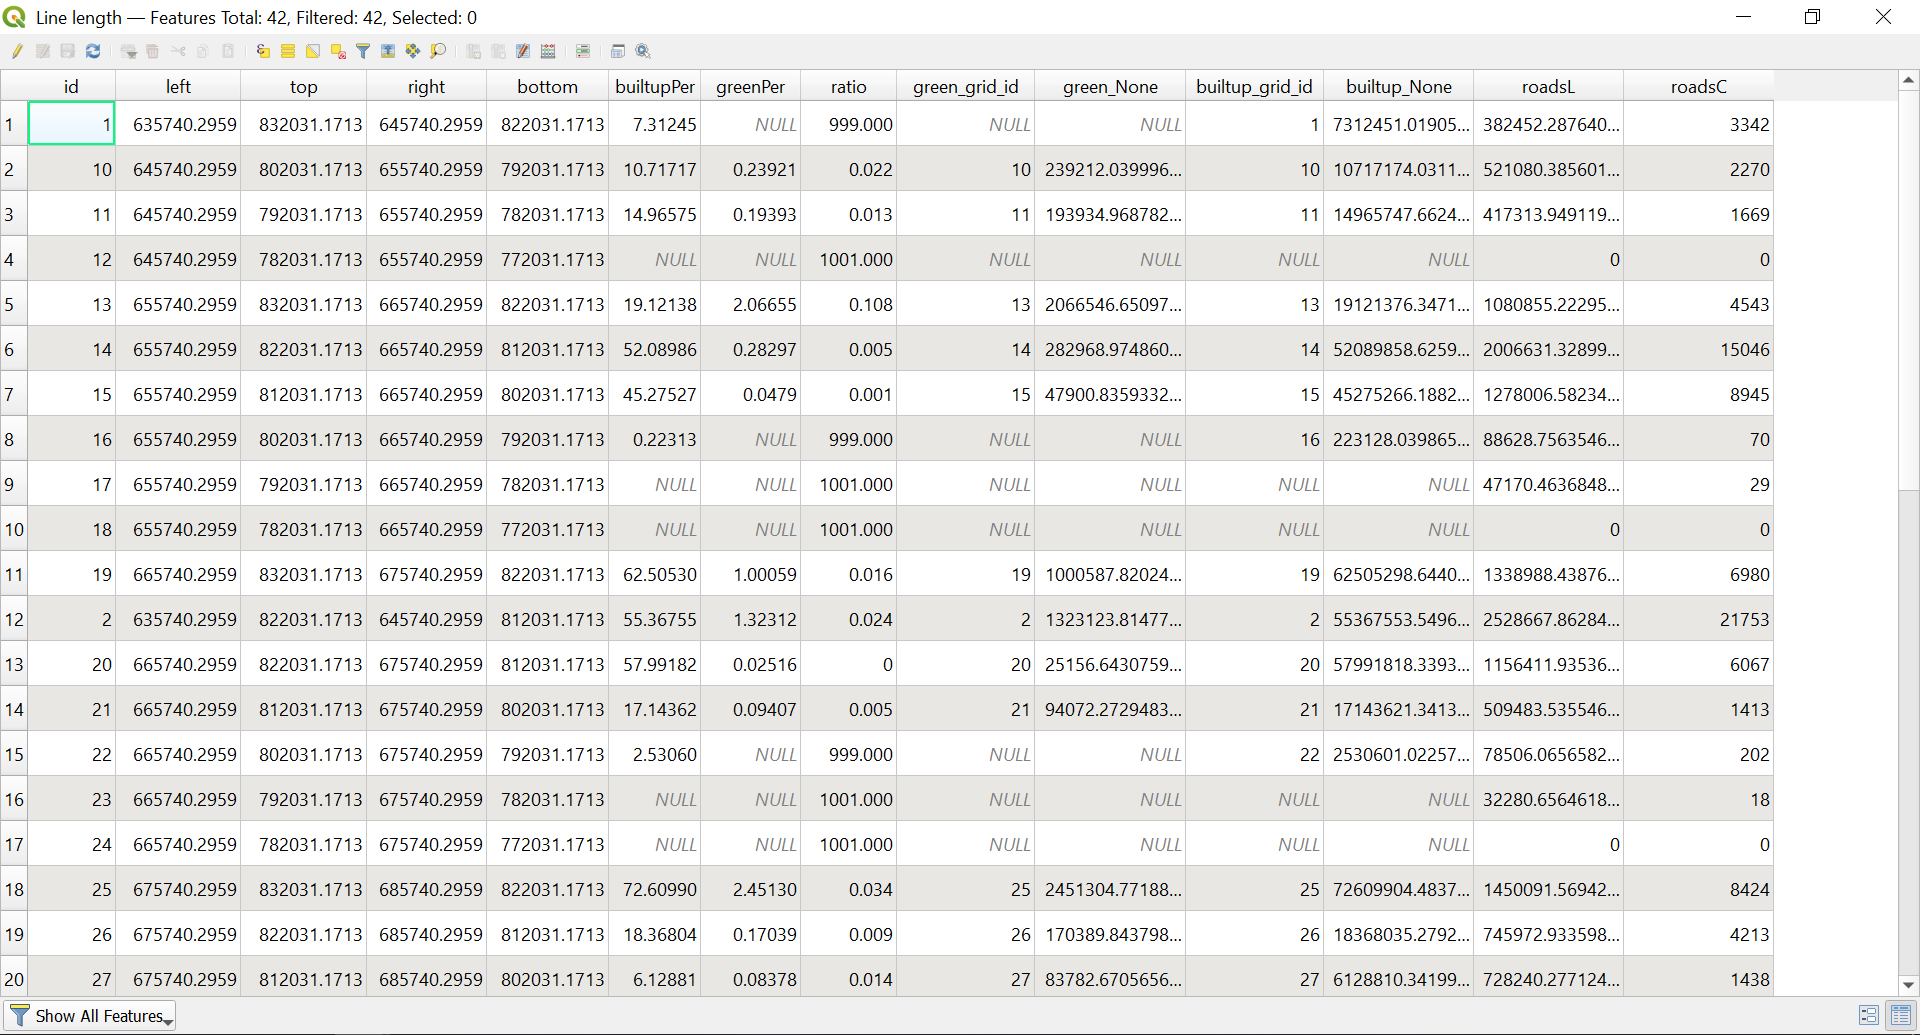 Line length — Features Total: 42, Filtered: 42, Selected: 0
id left top right bottom builtupPer greenPer ratio green_grid_id green_None builtup_grid_id builtup_None roadsL roadsC
1 1 635740.2959 832031.1713 645740.2959 822031.1713 7.31245 NULL 999.000 NULL NULL 1 7312451.01905... 382452.287640... 3342
2 10 645740.2959 802031.1713 655740.2959 792031.1713 10.71717 0.23921 0.022 10 239212.039996... 10 10717174.0311... 521080.385601... 2270
3 11 645740.2959 792031.1713 655740.2959 782031.1713 14.96575 0.19393 0.013 11 193934.968782... 11 14965747.6624... 417313.949119... 1669
4 12 645740.2959 782031.1713 655740.2959 772031.1713 NULL NULL 1001.000 NULL NULL NULL NULL 0 0
5 13 655740.2959 832031.1713 665740.2959 822031.1713 19.12138 2.06655 0.108 13 2066546.65097... 13 19121376.3471... 1080855.22295... 4543
6 14 655740.2959 822031.1713 665740.2959 812031.1713 52.08986 0.28297 0.005 14 282968.974860... 14 52089858.6259... 2006631.32899... 15046
7 15 655740.2959 812031.1713 665740.2959 802031.1713 45.27527 0.0479 0.001 15 47900.8359332... 15 45275266.1882... 1278006.58234... 8945
8 16 655740.2959 802031.1713 665740.2959 792031.1713 0.22313 NULL 999.000 NULL NULL 16 223128.039865... 88628.7563546... 70
9 17 655740.2959 792031.1713 665740.2959 782031.1713 NULL NULL 1001.000 NULL NULL NULL NULL 47170.4636848... 29
10 18 655740.2959 782031.1713 665740.2959 772031.1713 NULL NULL 1001.000 NULL NULL NULL NULL 0 0
11 19 665740.2959 832031.1713 675740.2959 822031.1713 62.50530 1.00059 0.016 19 1000587.82024... 19 62505298.6440... 1338988.43876... 6980
12 2 635740.2959 822031.1713 645740.2959 812031.1713 55.36755 1.32312 0.024 2 1323123.81477... 2 55367553.5496... 2528667.86284... 21753
13 20 665740.2959 822031.1713 675740.2959 812031.1713 57.99182 0.02516 0 20 25156.6430759... 20 57991818.3393... 1156411.93536... 6067
14 21 665740.2959 812031.1713 675740.2959 802031.1713 17.14362 0.09407 0.005 21 94072.2729483... 21 17143621.3413... 509483.535546... 1413
15 22 665740.2959 802031.1713 675740.2959 792031.1713 2.53060 NULL 999.000 NULL NULL 22 2530601.02257... 78506.0656582... 202
16 23 665740.2959 792031.1713 675740.2959 782031.1713 NULL NULL 1001.000 NULL NULL NULL NULL 32280.6564618... 18
17 24 665740.2959 782031.1713 675740.2959 772031.1713 NULL NULL 1001.000 NULL NULL NULL NULL 0 0
18 25 675740.2959 832031.1713 685740.2959 822031.1713 72.60990 2.45130 0.034 25 2451304.77188... 25 72609904.4837... 1450091.56942... 8424
19 26 675740.2959 822031.1713 685740.2959 812031.1713 18.36804 0.17039 0.009 26 170389.843798... 26 18368035.2792... 745972.933598... 4213
20 27 675740.2959 812031.1713 685740.2959 802031.1713 6.12881 0.08378 0.014 27 83782.6705656... 27 6128810.34199... 728240.277124... 1438
Show All Features